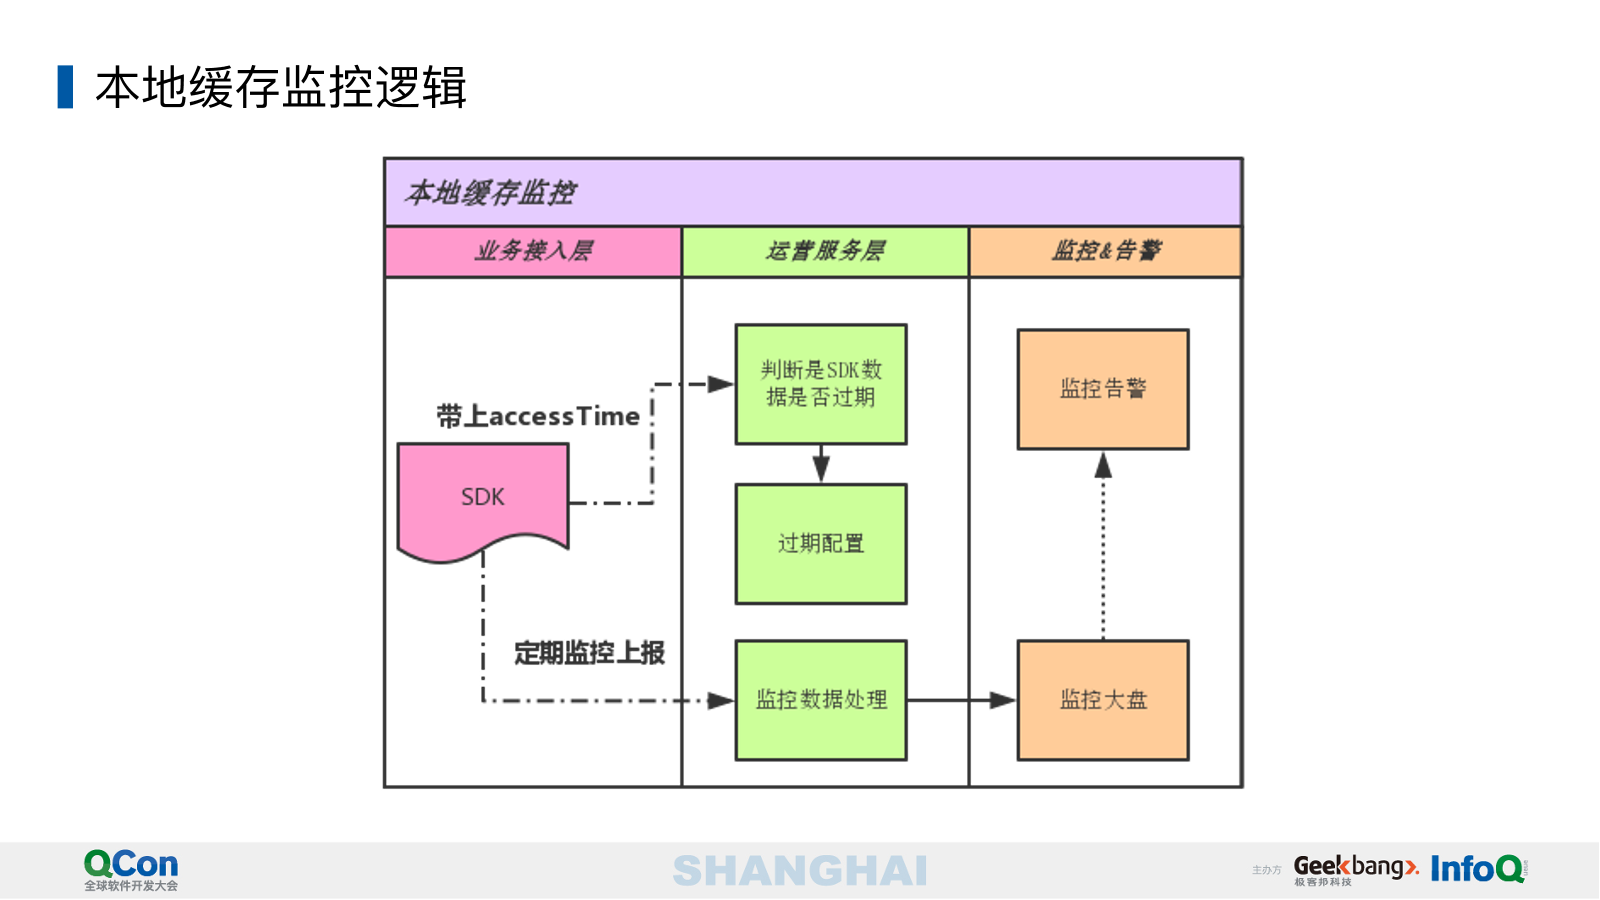 本地缓存监控逻辑
本地缓存监控
业务接入层
运营服务层
监控&告警
判断是SDK数
据是否过期
监控告警
带上accessTime
SDK
过期配置
定期监控上报
监控数据处理
监控大盘
QCon
全球软件开发大会
SHANGHAI
主办方
Geekbang
极客邦科技
InfoQ